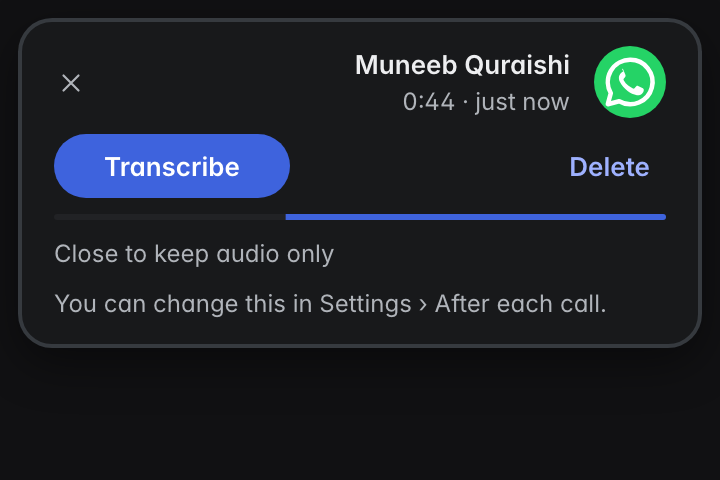 Muneeb Quraishi
0:44 · just now
Transcribe
Delete
Close to keep audio only
You can change this in Settings › After each call.